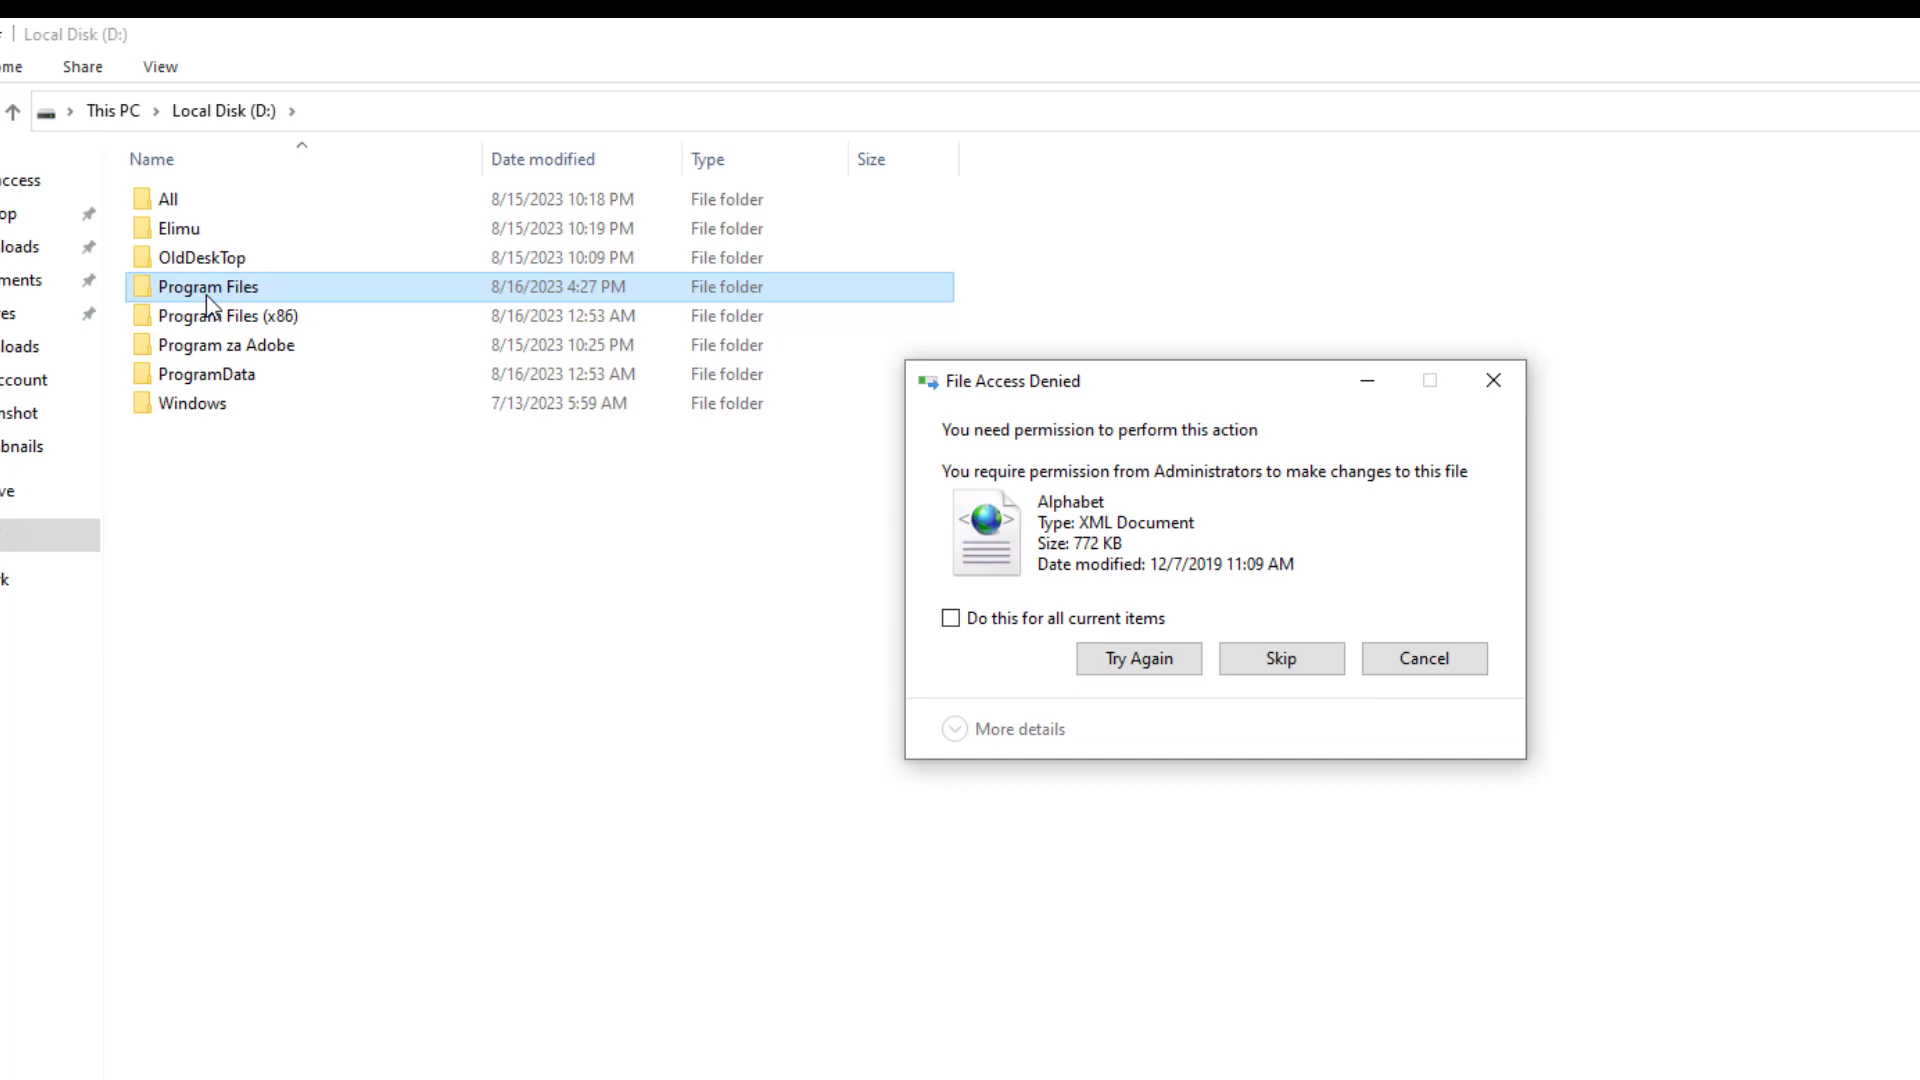 Local Disk (D:)
ome Share View
This PC Local Disk (D:)
Name Date modified Type Size
All 8/15/2023 10:18 PM File folder
Elimu 8/15/2023 10:19 PM File folder
OldDeskTop 8/15/2023 10:09 PM File folder
Program Files 8/16/2023 4:27 PM File folder
Program Files (x86) 8/16/2023 12:53 AM File folder
Program za Adobe 8/15/2023 10:25 PM File folder
ProgramData 8/16/2023 12:53 AM File folder
Windows 7/13/2023 5:59 AM File folder
ccess
op
loads
ments
es
loads
ccount
nshot
bnails
ve
k
File Access Denied
You need permission to perform this action
You require permission from Administrators to make changes to this file
Alphabet
Type: XML Document
Size: 772 KB
Date modified: 12/7/2019 11:09 AM
Do this for all current items
Try Again Skip Cancel
More details